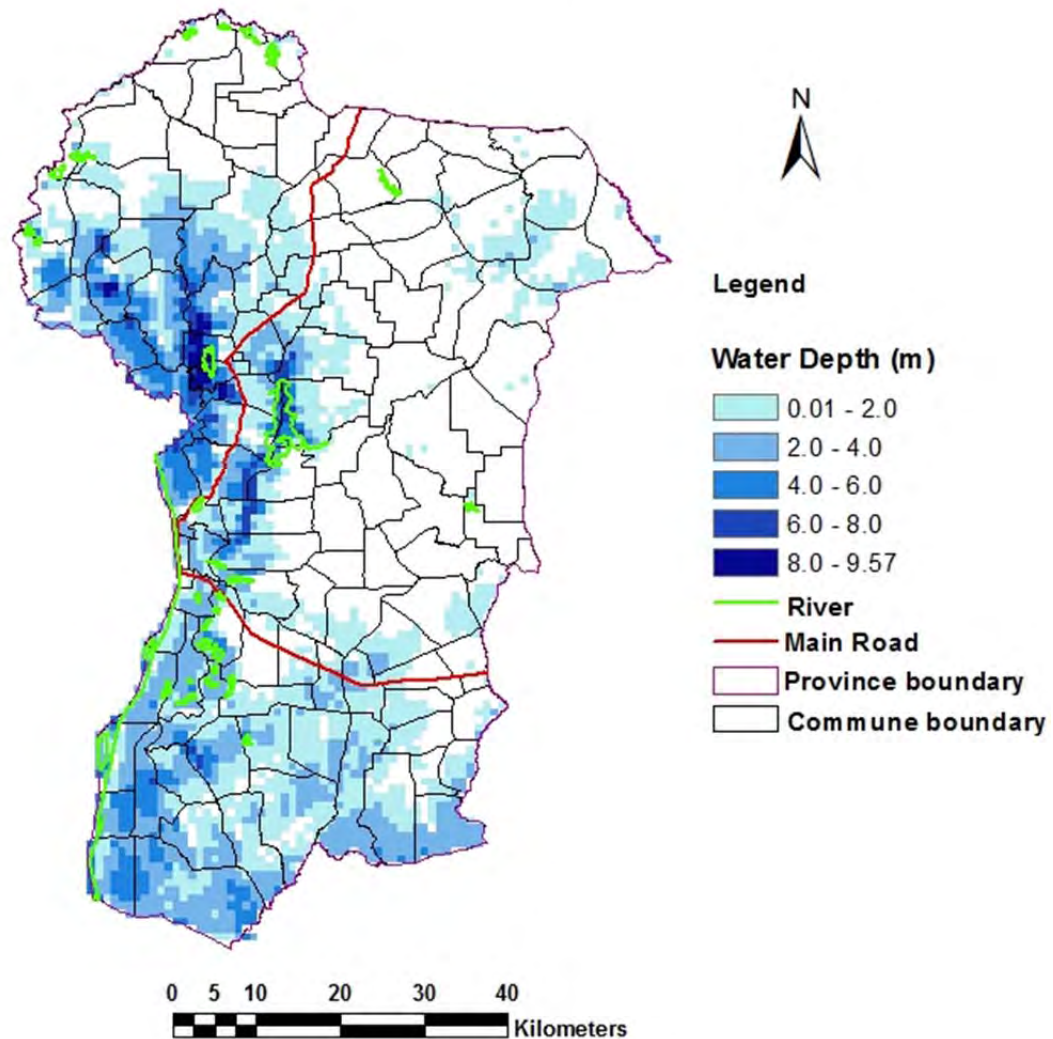 N
Legend
Water Depth (m)
0.01 - 2.0
2.0 - 4.0
4.0 - 6.0
6.0 - 8.0
8.0 - 9.57
River
Main Road
Province boundary
Commune boundary
0 5 10 20 30 40
Kilometers